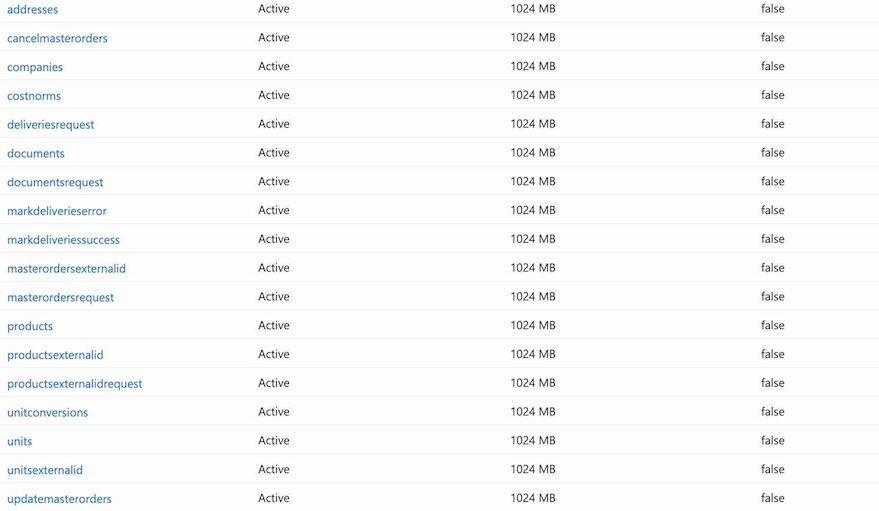 addresses Active 1024 MB false
cancelmasterorders Active 1024 MB false
companies Active 1024 MB false
costnorms Active 1024 MB false
deliveriesrequest Active 1024 MB false
documents Active 1024 MB false
documentsrequest Active 1024 MB false
markdeliverieserror Active 1024 MB false
markdeliveriessuccess Active 1024 MB false
masterordersexternalid Active 1024 MB false
masterordersrequest Active 1024 MB false
products Active 1024 MB false
productsexternalid Active 1024 MB false
productsexternalidrequest Active 1024 MB false
unitconversions Active 1024 MB false
units Active 1024 MB false
unitsexternalid Active 1024 MB false
updatemasterorders Active 1024 MB false